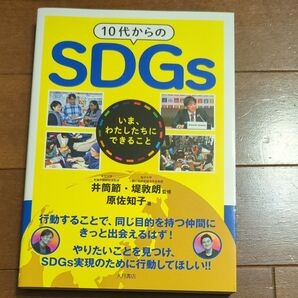 10代からの
SDGs
いま、
わたしたちに
できること
井筒節・堤敦朗 監修
原佐知子 著
行動することで、同じ目的を持つ仲間に
きっと出会えるはず！
やりたいことを見つけ、
SDGs実現のために行動してほしい!!
大月書店